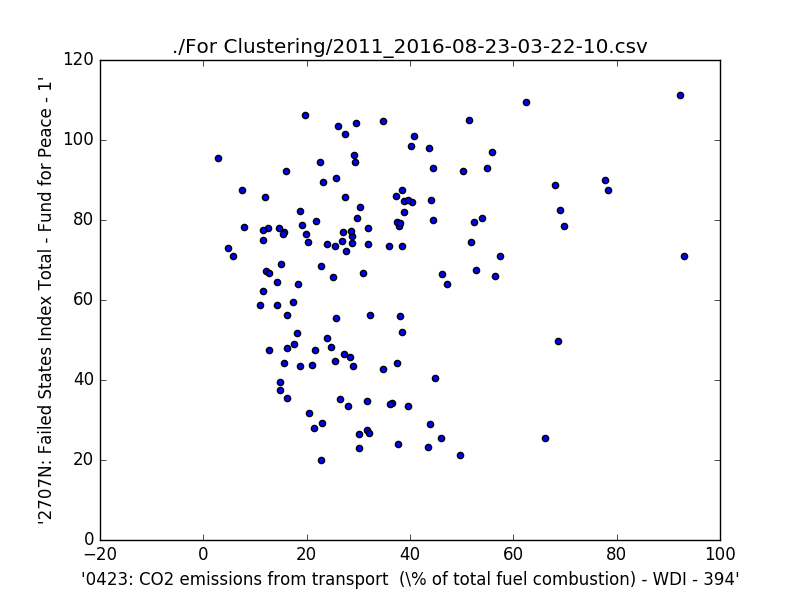 ./For Clustering/2011_2016-08-23-03-22-10.csv
'2707N: Failed States Index Total - Fund for Peace - 1'
120
100
80
60
40
20
0
−20 0 20 40 60 80 100
'0423: CO2 emissions from transport  (\% of total fuel combustion) - WDI - 394'